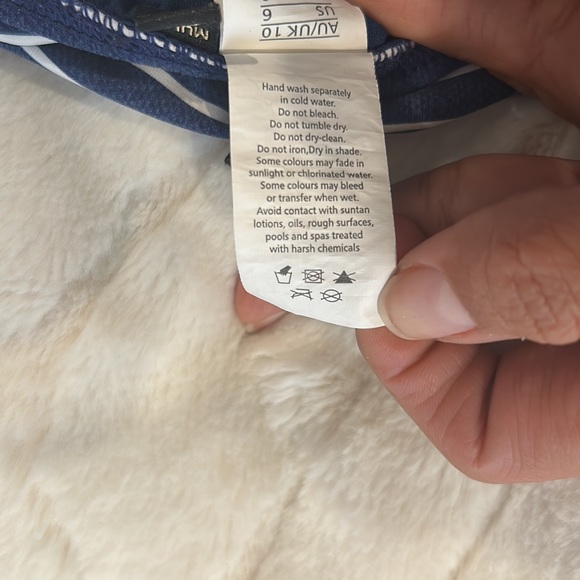 AU/UK 10
US 6
Hand wash separately
in cold water.
Do not bleach.
Do not tumble dry.
Do not dry-clean.
Do not iron,Dry in shade.
Some colours may fade in
sunlight or chlorinated water.
Some colours may bleed
or transfer when wet.
Avoid contact with suntan
lotions, oils, rough surfaces,
pools and spas treated
with harsh chemicals